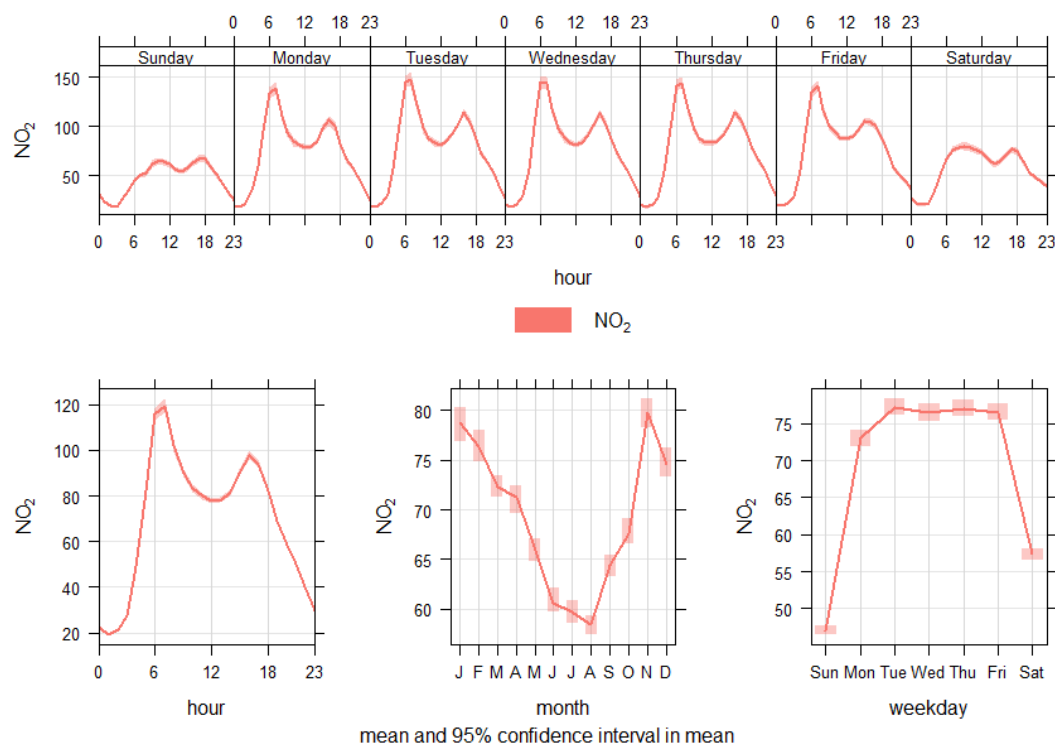 0 6 12 18 23 0 6 12 18 23 0 6 12 18 23
Sunday Monday Tuesday Wednesday Thursday Friday Saturday
150
100
50
NO2
0 6 12 18 23 0 6 12 18 23 0 6 12 18 23 0 6 12 18 23
hour
NO2
120
100
80
60
40
20
NO2
0 6 12 18 23
hour
80
75
70
65
60
NO2
J F M A M J J A S O N D
month
75
70
65
60
55
50
NO2
Sun Mon Tue Wed Thu Fri Sat
weekday
mean and 95% confidence interval in mean